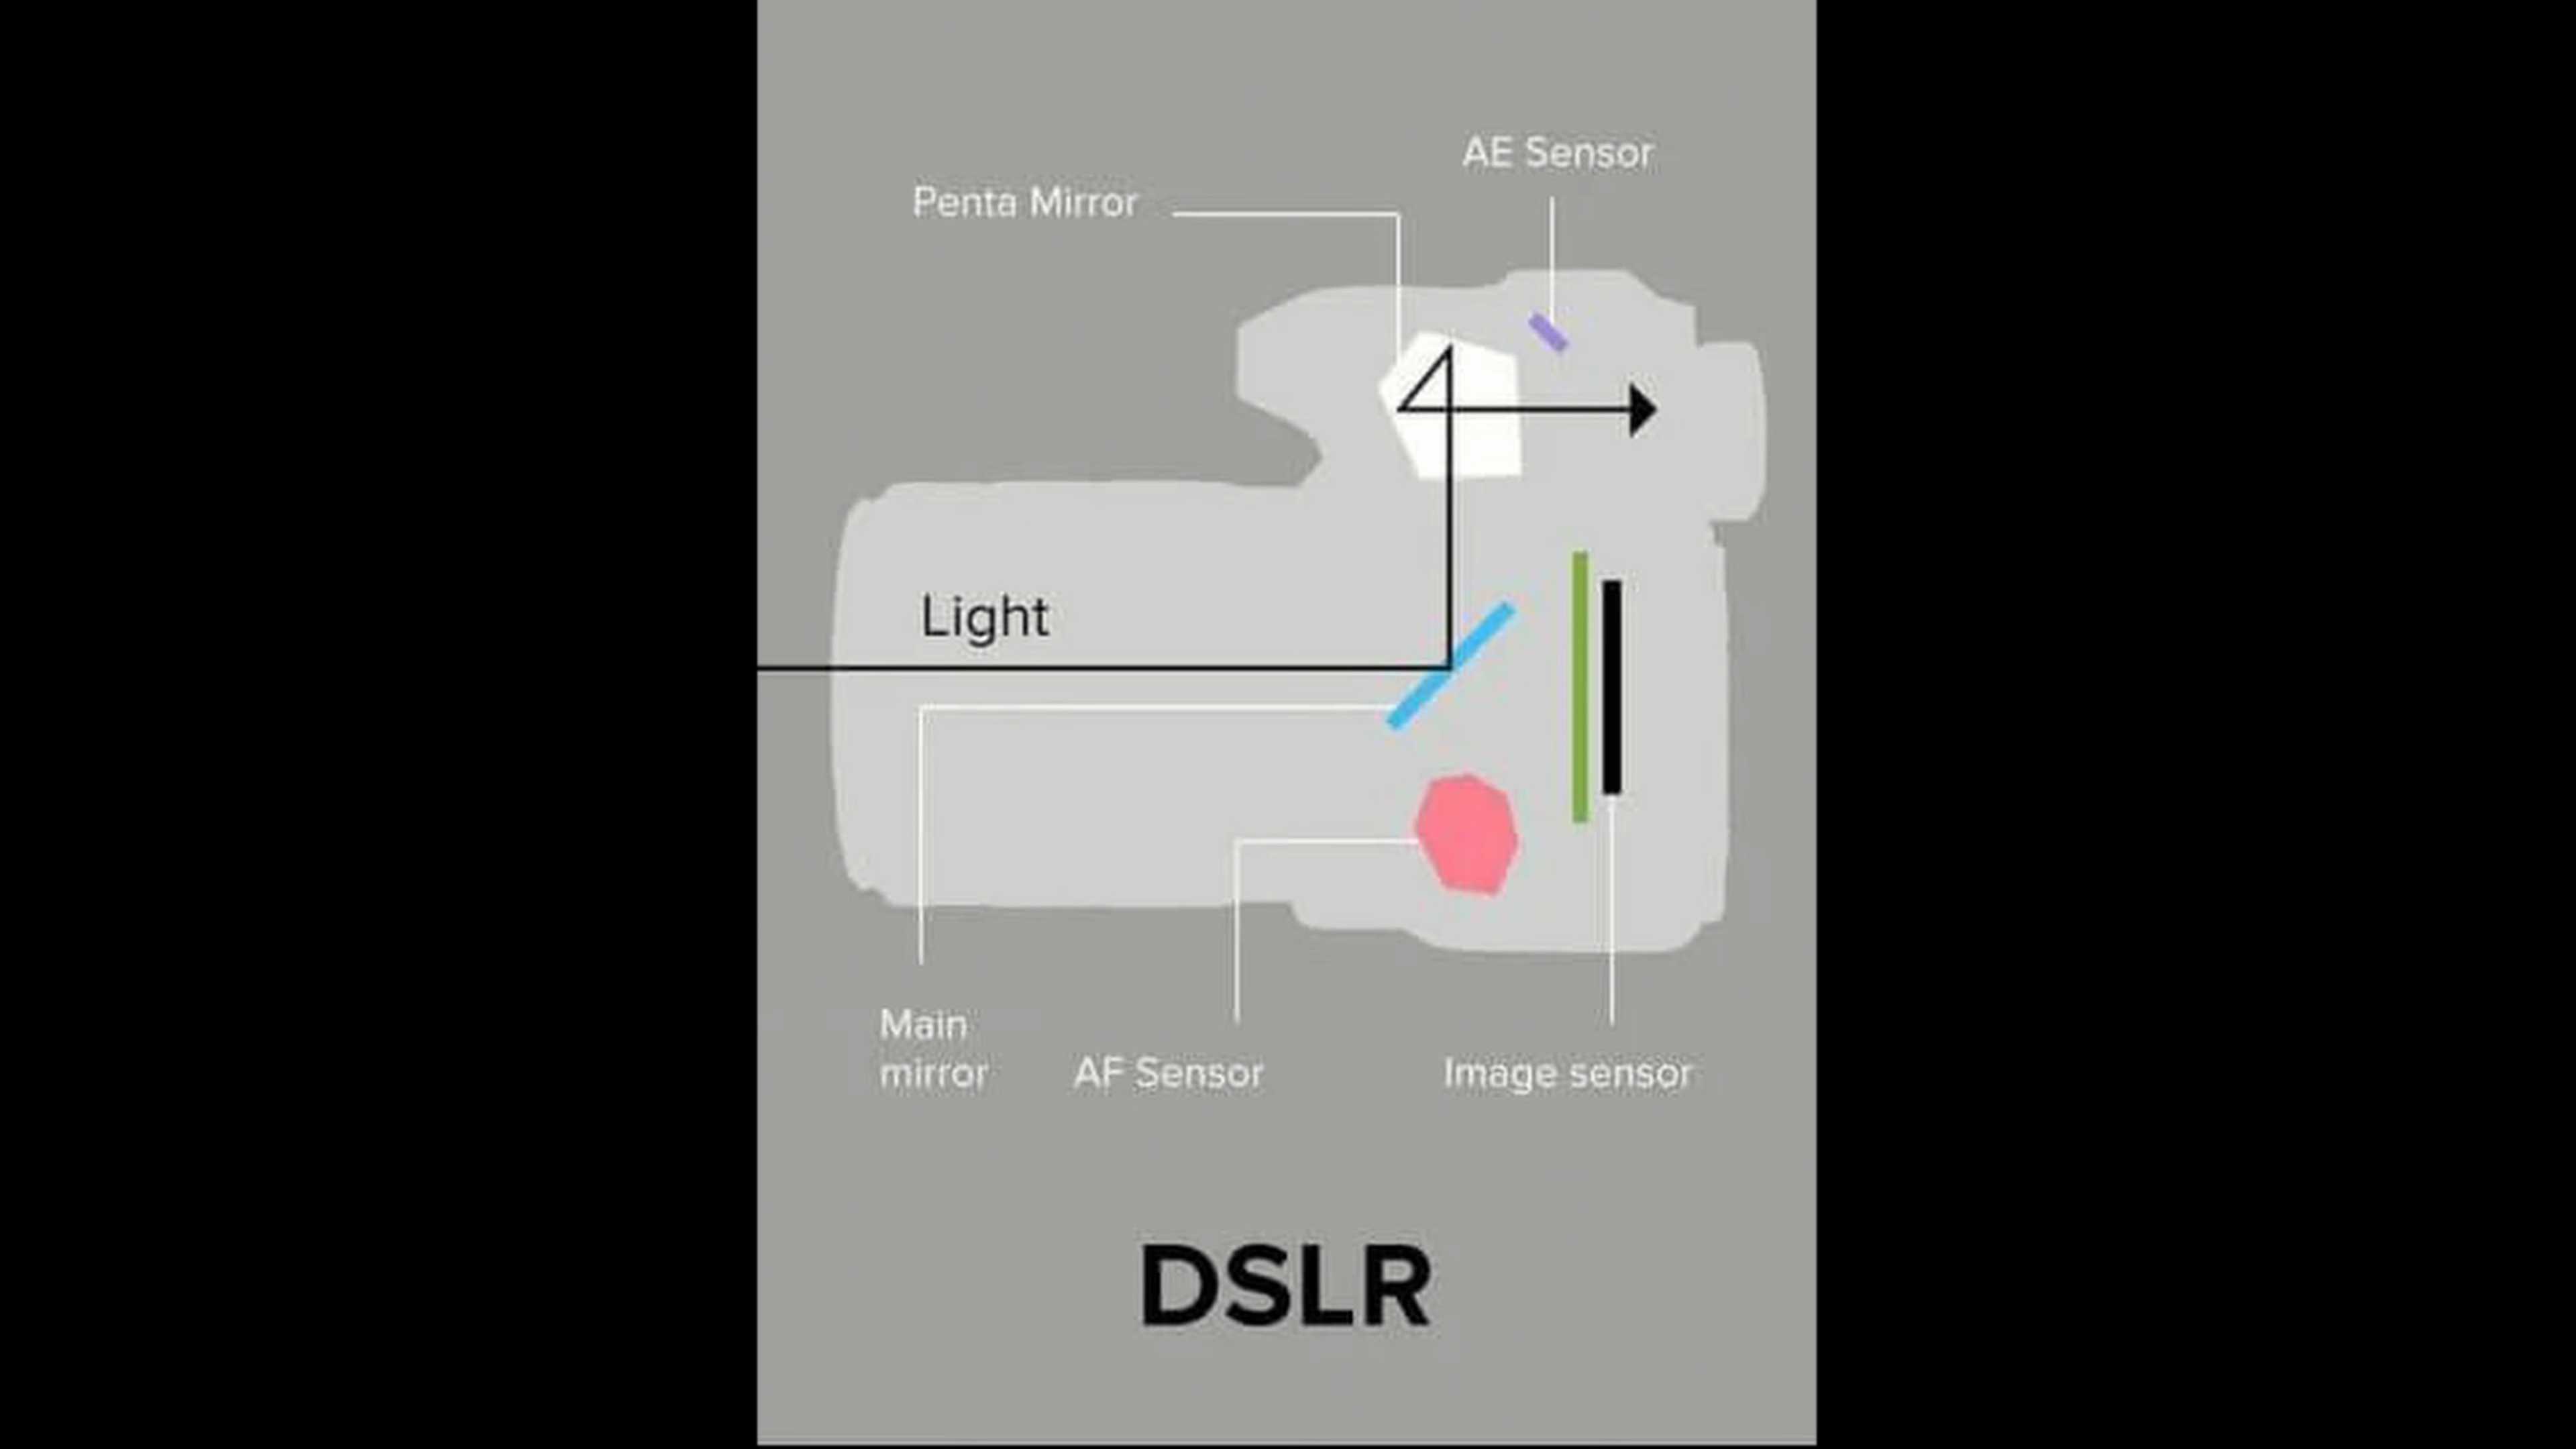 AE Sensor
Penta Mirror
Light
Main
mirror
AF Sensor
Image sensor
DSLR